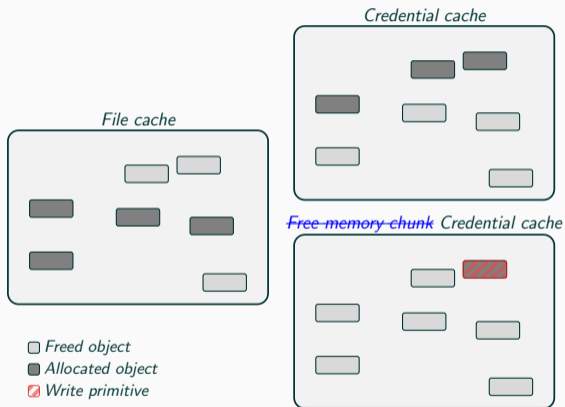 Credential cache
File cache
Free memory chunk Credential cache
Freed object
Allocated object
Write primitive